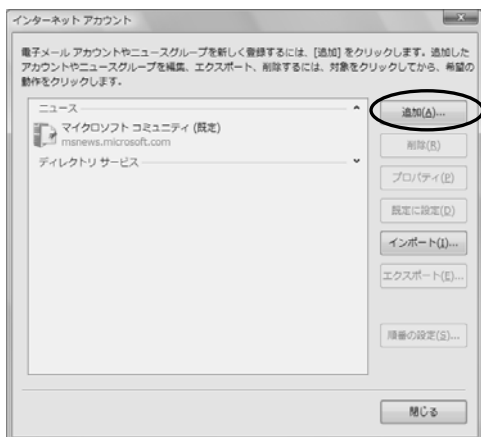 インターネット アカウント
電子メール アカウントやニュースグループを新しく登録するには、[追加] をクリックします。追加した
アカウントやニュースグループを編集、エクスポート、削除するには、対象をクリックしてから、希望の
動作をクリックします。
ニュース
マイクロソフト コミュニティ (既定)
msnews.microsoft.com
ディレクトリ サービス
追加(A)...
削除(R)
プロパティ(P)
既定に設定(D)
インポート(I)...
エクスポート(E)...
順番の設定(S)...
閉じる